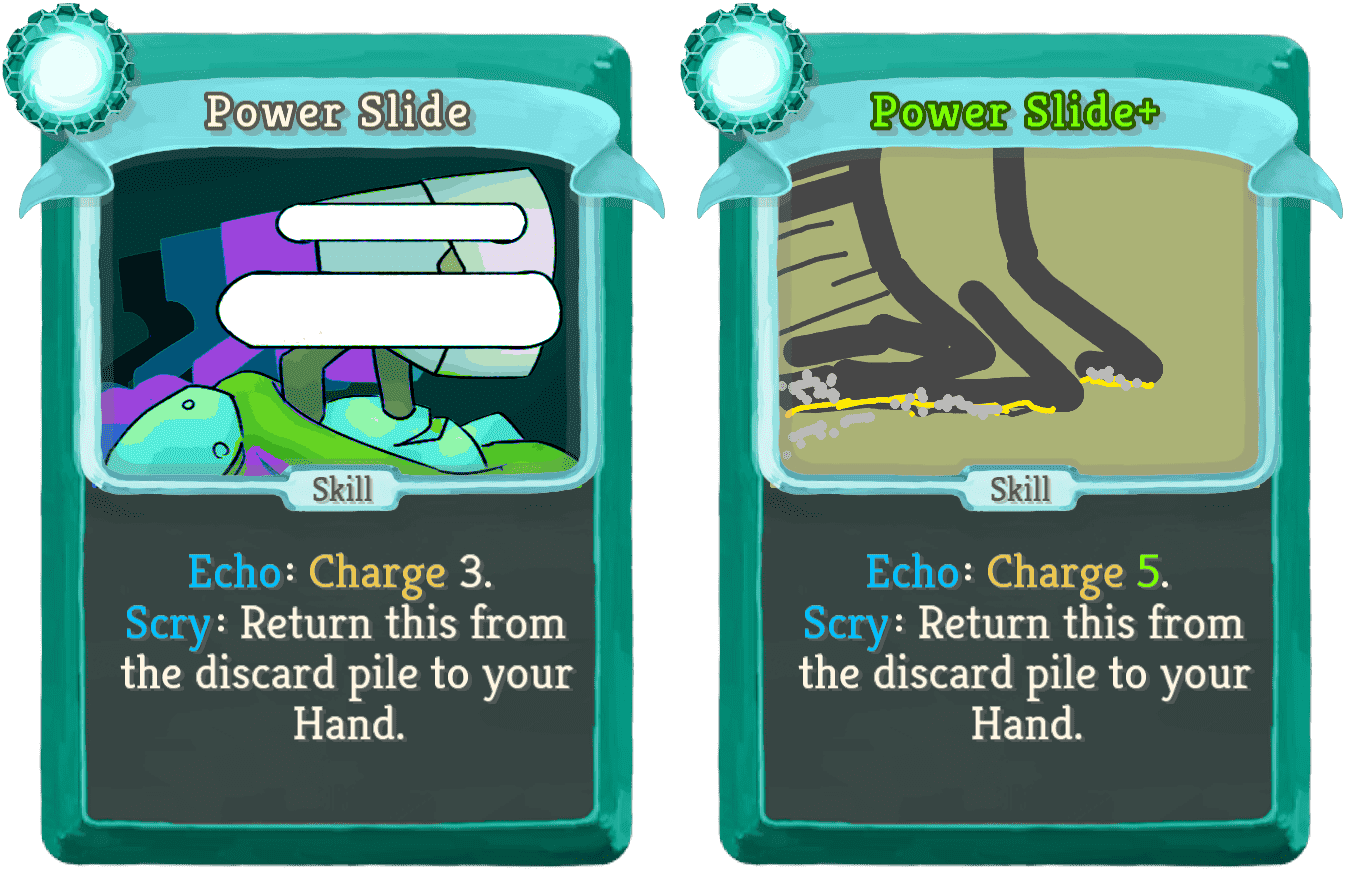 Power Slide
Skill
Echo: Charge 3.
Scry: Return this from
the discard pile to your
Hand.
Power Slide+
Skill
Echo: Charge 5.
Scry: Return this from
the discard pile to your
Hand.